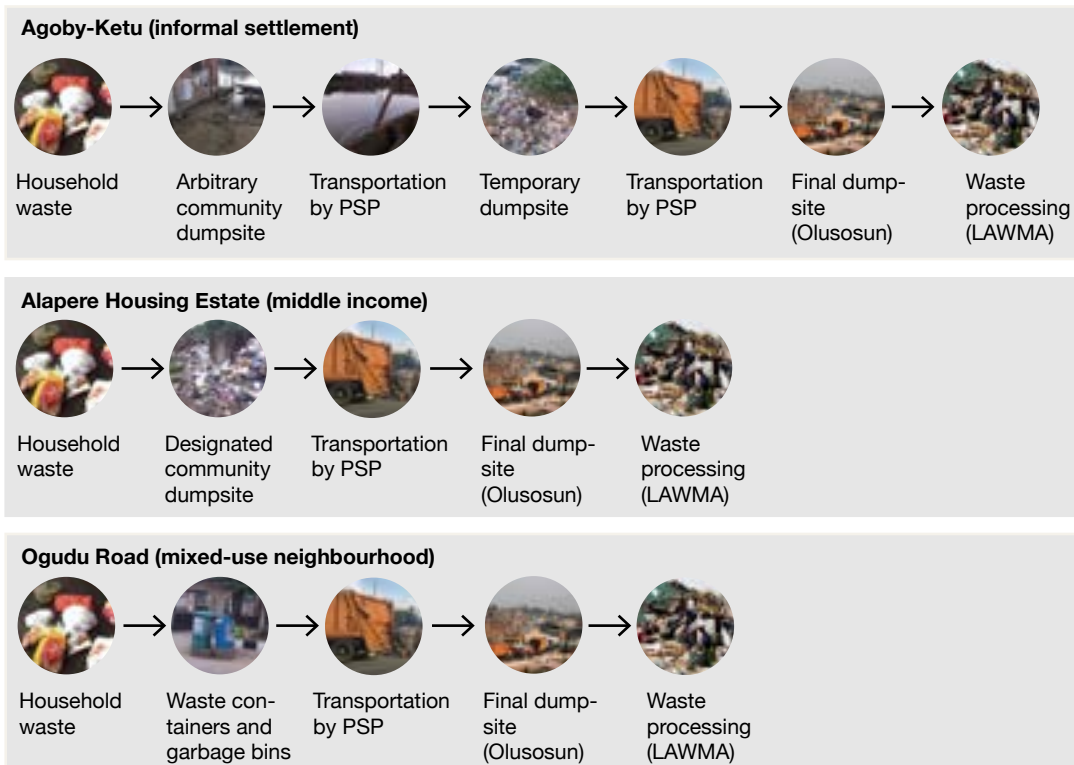 Agoby-Ketu (informal settlement)
Household
waste
Arbitrary
community
dumpsite
Transportation
by PSP
Temporary
dumpsite
Transportation
by PSP
Final dump-
site
(Olusosun)
Waste
processing
(LAWMA)
Alapere Housing Estate (middle income)
Household
waste
Designated
community
dumpsite
Transportation
by PSP
Final dump-
site
(Olusosun)
Waste
processing
(LAWMA)
Ogudu Road (mixed-use neighbourhood)
Household
waste
Waste con-
tainers and
garbage bins
Transportation
by PSP
Final dump-
site
(Olusosun)
Waste
processing
(LAWMA)